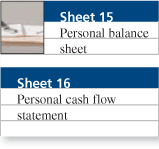 Sheet 15
Personal balance
sheet
Sheet 16
Personal cash flow
statement